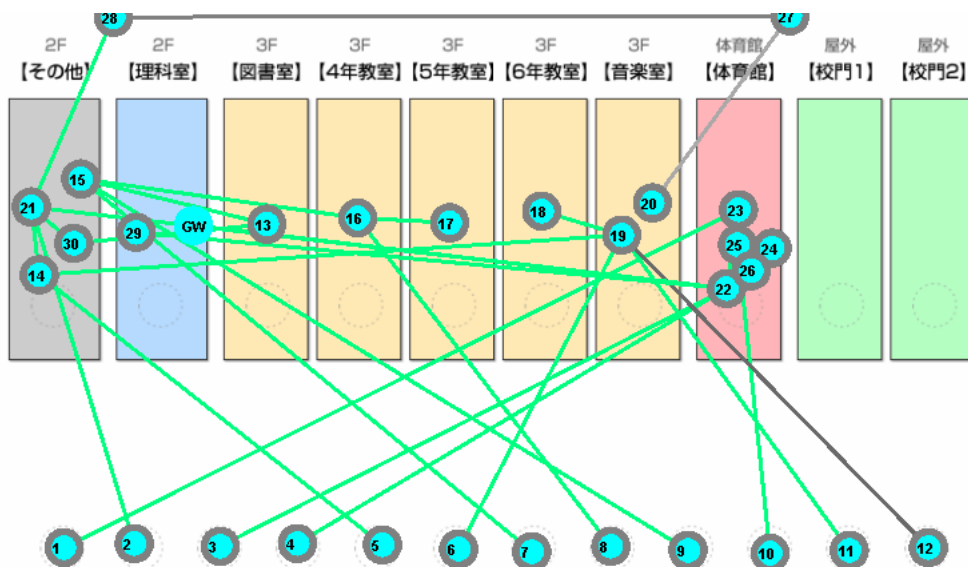 28 27
2F 2F 3F 3F 3F 3F 3F 体育館 屋外 屋外
【その他】 【理科室】 【図書室】 【4年教室】 【5年教室】 【6年教室】 【音楽室】 【体育館】 【校門1】 【校門2】
15
21 16 17 18 20 23
30 29 GW 13 19 25 24
14 22 26
1 2 3 4 5 6 7 8 9 10 11 12